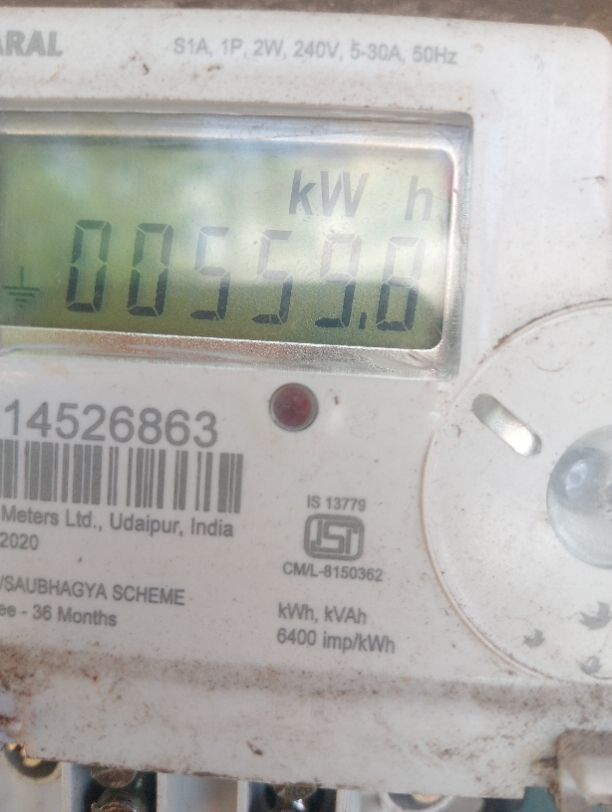 ARAL
S1A, 1P, 2W, 240V, 5-30A, 50Hz
kW h
00559.8
14526863
Meters Ltd., Udaipur, India
2020
/SAUBHAGYA SCHEME
ee - 36 Months
IS 13779
ISI
CM/L-8150362
kWh, kVAh
6400 imp/kWh